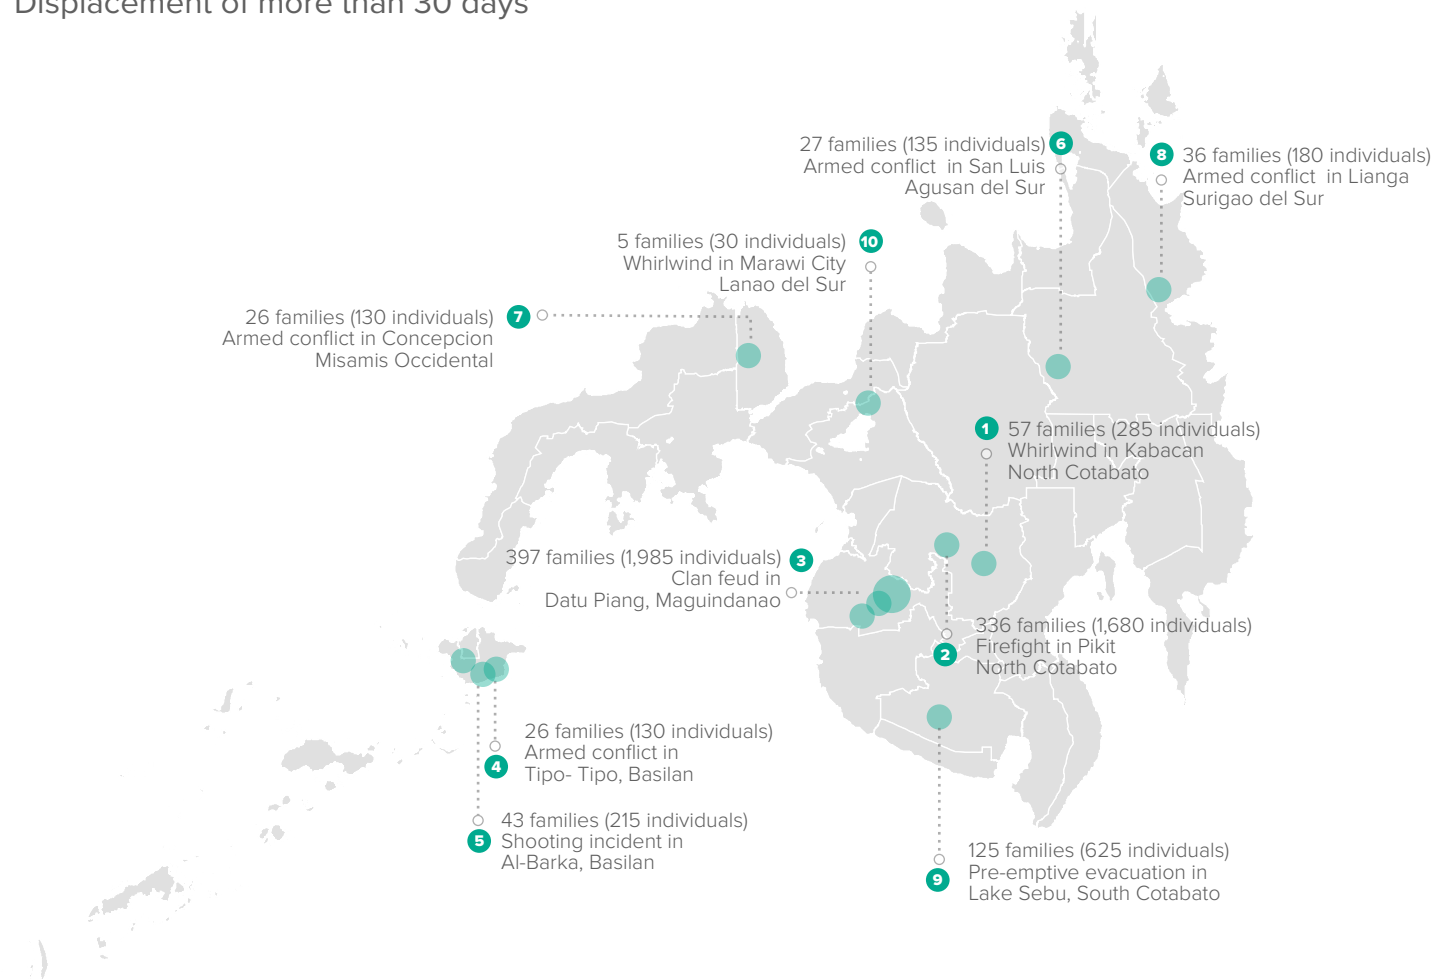 Displacement of more than 30 days
27 families (135 individuals) 6
Armed conflict in San Luis
Agusan del Sur
8 36 families (180 individuals)
Armed conflict in Lianga
Surigao del Sur
5 families (30 individuals) 10
Whirlwind in Marawi City
Lanao del Sur
26 families (130 individuals) 7
Armed conflict in Concepcion
Misamis Occidental
1 57 families (285 individuals)
Whirlwind in Kabacan
North Cotabato
397 families (1,985 individuals) 3
Clan feud in
Datu Piang, Maguindanao
336 families (1,680 individuals)
2 Firefight in Pikit
North Cotabato
26 families (130 individuals)
4 Armed conflict in
Tipo- Tipo, Basilan
43 families (215 individuals)
5 Shooting incident in
Al-Barka, Basilan
125 families (625 individuals)
9 Pre-emptive evacuation in
Lake Sebu, South Cotabato